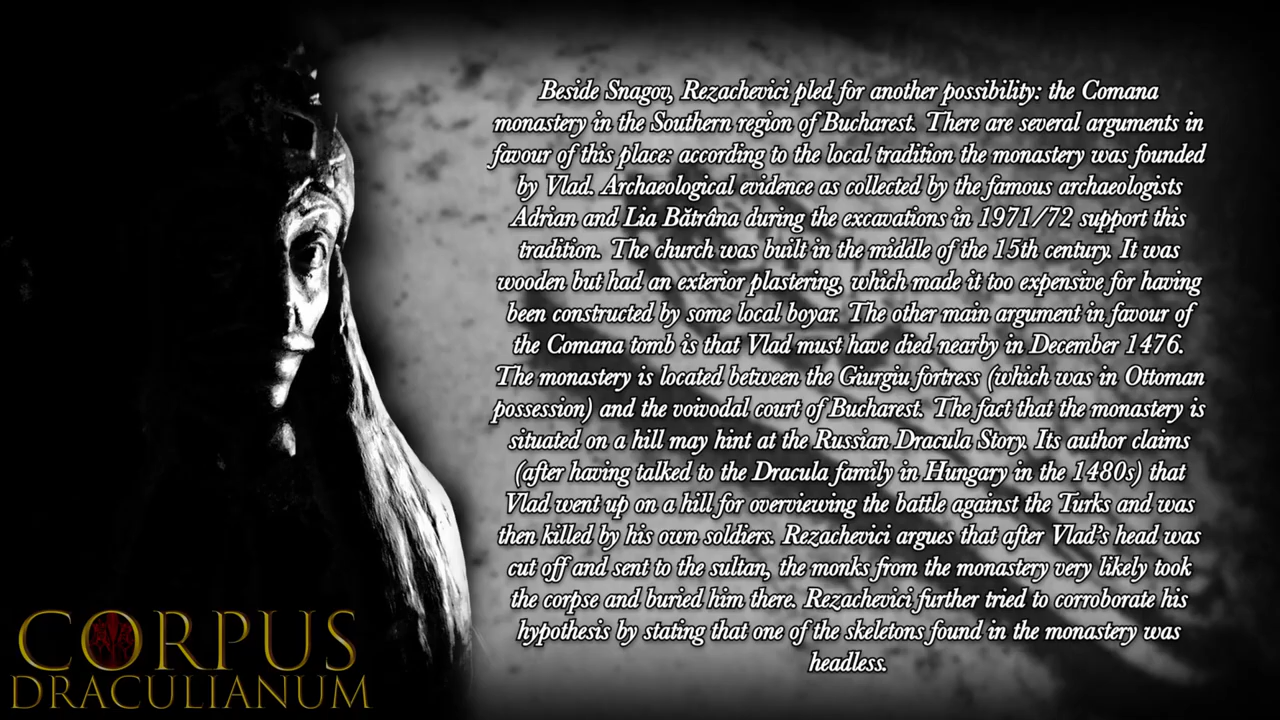 Beside Snagov, Rezachevici pled for another possibility: the Comana
monastery in the Southern region of Bucharest. There are several arguments in
favour of this place: according to the local tradition the monastery was founded
by Vlad. Archaeological evidence as collected by the famous archaeologists
Adrian and Lia Bătrâna during the excavations in 1971/72 support this
tradition. The church was built in the middle of the 15th century. It was
wooden but had an exterior plastering, which made it too expensive for having
been constructed by some local boyar. The other main argument in favour of
the Comana tomb is that Vlad must have died nearby in December 1476.
The monastery is located between the Giurgiu fortress (which was in Ottoman
possession) and the voivodal court of Bucharest. The fact that the monastery is
situated on a hill may hint at the Russian Dracula Story. Its author claims
(after having talked to the Dracula family in Hungary in the 1480s) that
Vlad went up on a hill for overviewing the battle against the Turks and was
then killed by his own soldiers. Rezachevici argues that after Vlad's head was
cut off and sent to the sultan, the monks from the monastery very likely took
the corpse and buried him there. Rezachevici further tried to corroborate his
hypothesis by stating that one of the skeletons found in the monastery was
headless.
CORPUS
DRACULIANUM